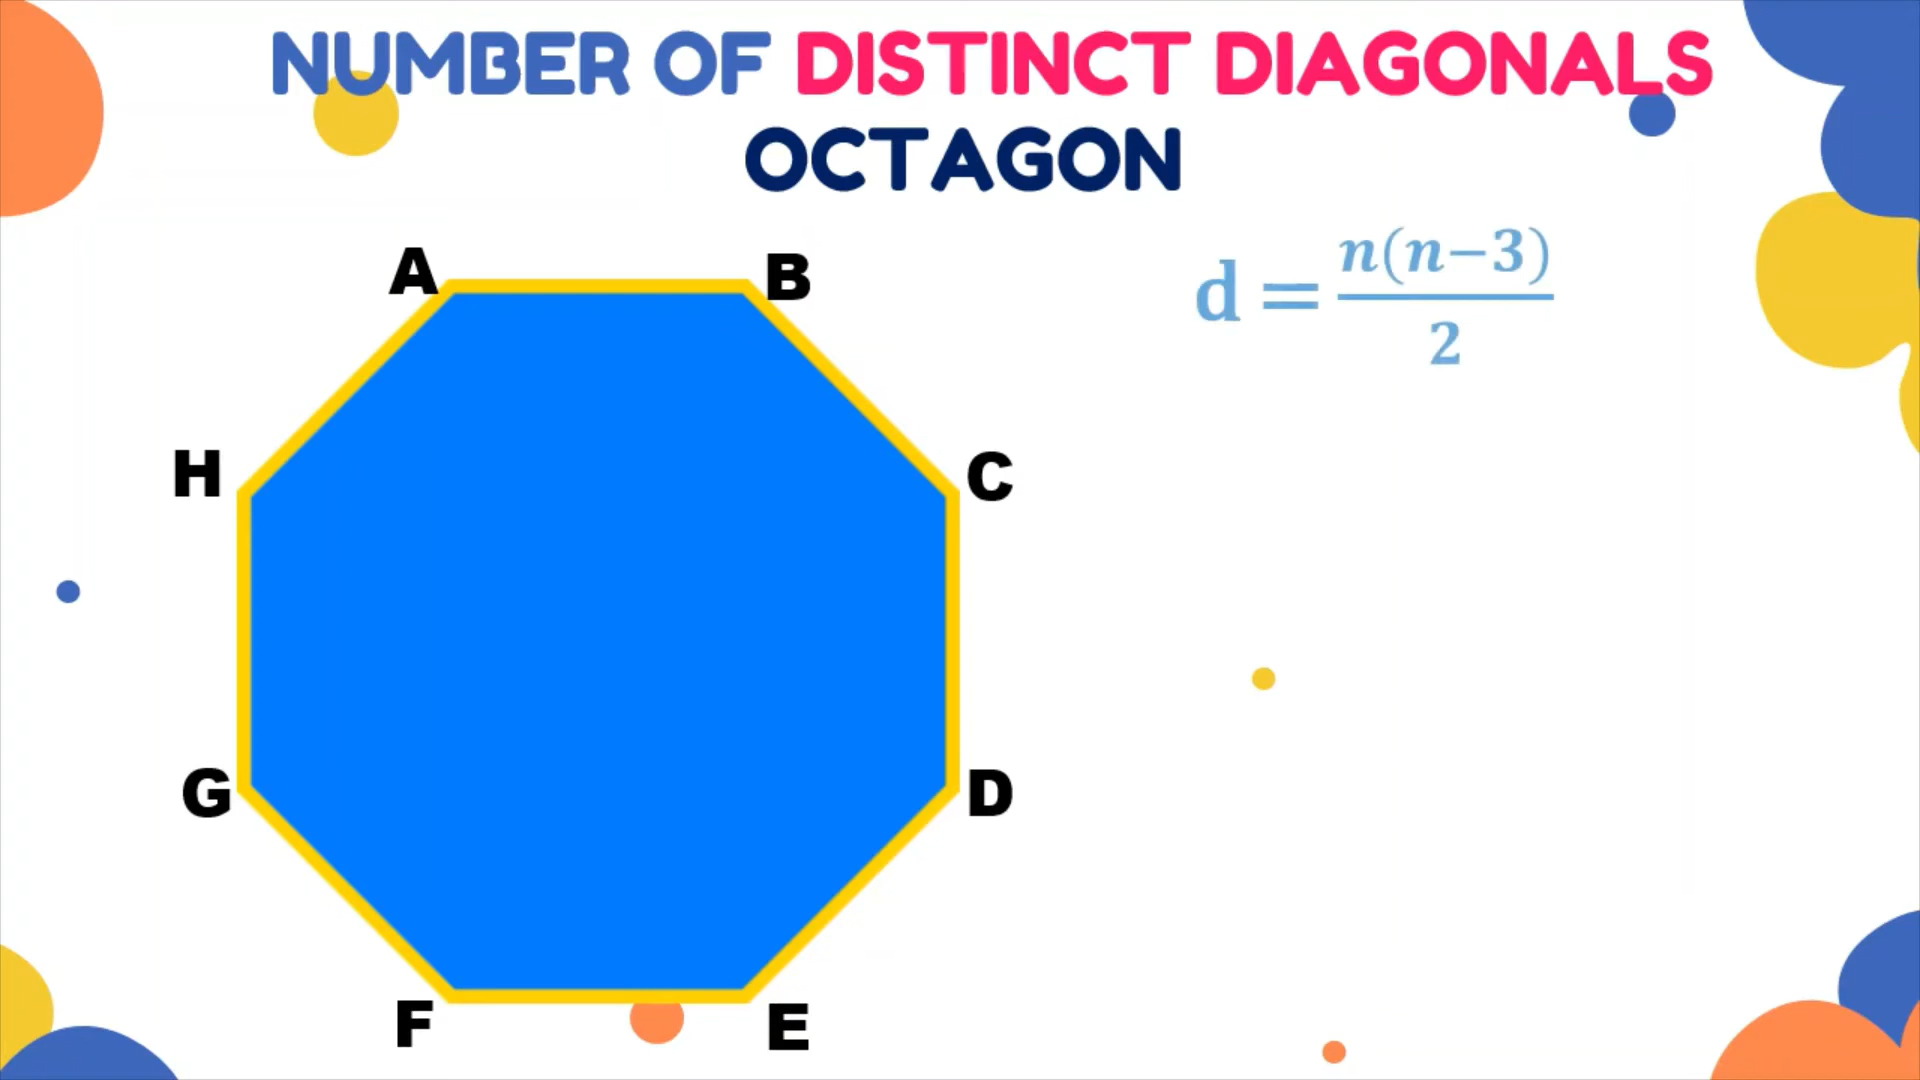 NUMBER OF DISTINCT DIAGONALS
OCTAGON
A
B
d = n(n−3)/2
H
C
G
D
F
E